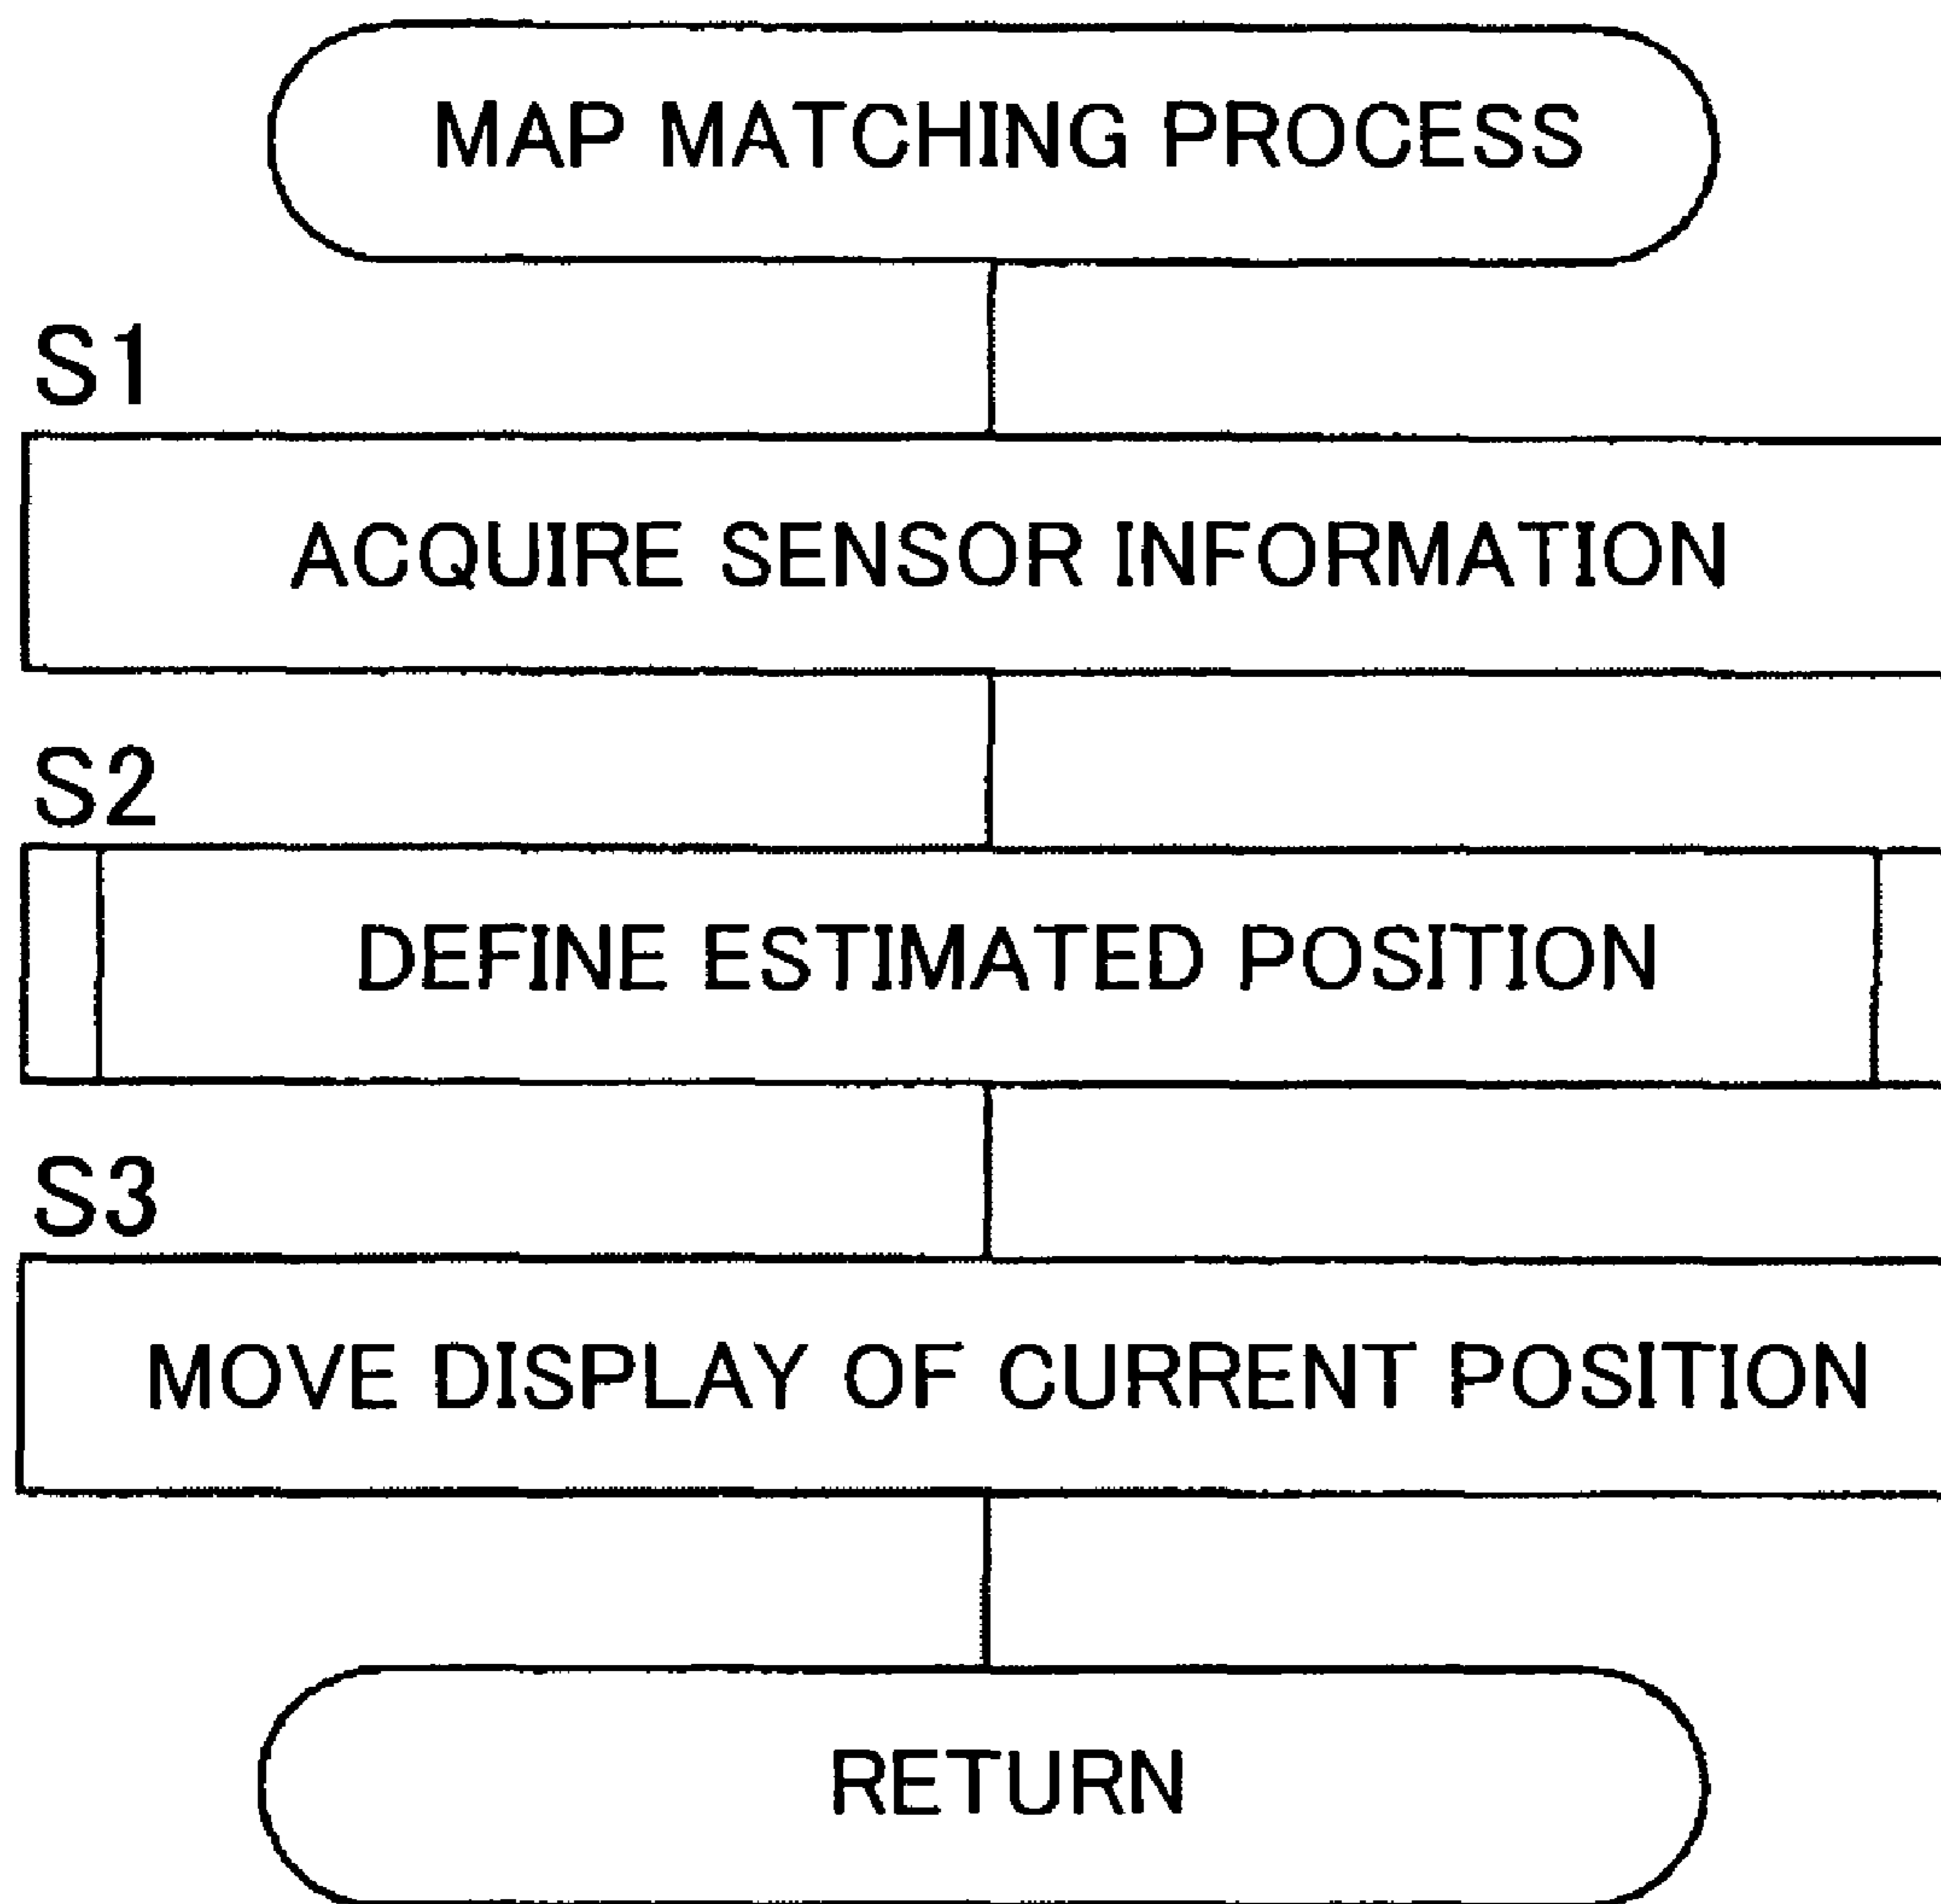 MAP MATCHING PROCESS
S1
ACQUIRE SENSOR INFORMATION
S2
DEFINE ESTIMATED POSITION
S3
MOVE DISPLAY OF CURRENT POSITION
RETURN